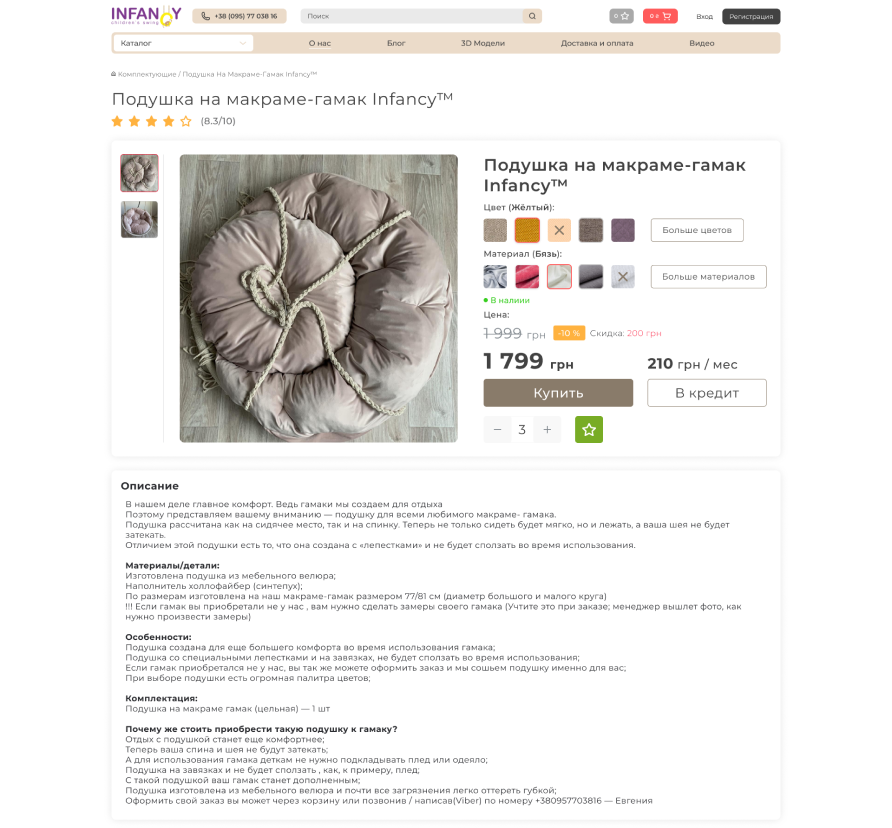 INFANCY
children's swing
+38 (095) 77 038 16
Поиск
0
0 ₴
Вход
Регистрация
Каталог
О нас
Блог
3D Модели
Доставка и оплата
Видео
Комплектующие / Подушка На Макраме-Гамак Infancy™
Подушка на макраме-гамак Infancy™
(8.3/10)
Подушка на макраме-гамак
Infancy™
Цвет (Жёлтый):
Больше цветов
Материал (Бязь):
Больше материалов
В налиии
Цена:
1 999 грн
-10 %
Скидка: 200 грн
1 799 грн
210 грн / мес
Купить
В кредит
− 3 +
Описание
В нашем деле главное комфорт. Ведь гамаки мы создаем для отдыха
Поэтому представляем вашему вниманию — подушку для всеми любимого макраме- гамака.
Подушка рассчитана как на сидячее место, так и на спинку. Теперь не только сидеть будет мягко, но и лежать, а ваша шея не будет
затекать.
Отличием этой подушки есть то, что она создана с «лепестками» и не будет сползать во время использования.
Материалы/детали:
Изготовлена подушка из мебельного велюра;
Наполнитель холлофайбер (синтепух);
По размерам изготовлена на наш макраме-гамак размером 77/81 см (диаметр большого и малого круга)
!!! Если гамак вы приобретали не у нас , вам нужно сделать замеры своего гамака (Учтите это при заказе; менеджер вышлет фото, как
нужно произвести замеры)
Особенности:
Подушка создана для еще большего комфорта во время использования гамака;
Подушка со специальными лепестками и на завязках, не будет сползать во время использования;
Если гамак приобретался не у нас, вы так же можете оформить заказ и мы сошьем подушку именно для вас;
При выборе подушки есть огромная палитра цветов;
Комплектация:
Подушка на макраме гамак (цельная) — 1 шт
Почему же стоить приобрести такую подушку к гамаку?
Отдых с подушкой станет еще комфортнее;
Теперь ваша спина и шея не будут затекать;
А для использования гамака деткам не нужно подкладывать плед или одеяло;
Подушка на завязках и не будет сползать , как, к примеру, плед;
С такой подушкой ваш гамак станет дополненным;
Подушка изготовлена из мебельного велюра и почти все загрязнения легко оттереть губкой;
Оформить свой заказ вы может через корзину или позвонив / написав(Viber) по номеру +380957703816 — Евгения